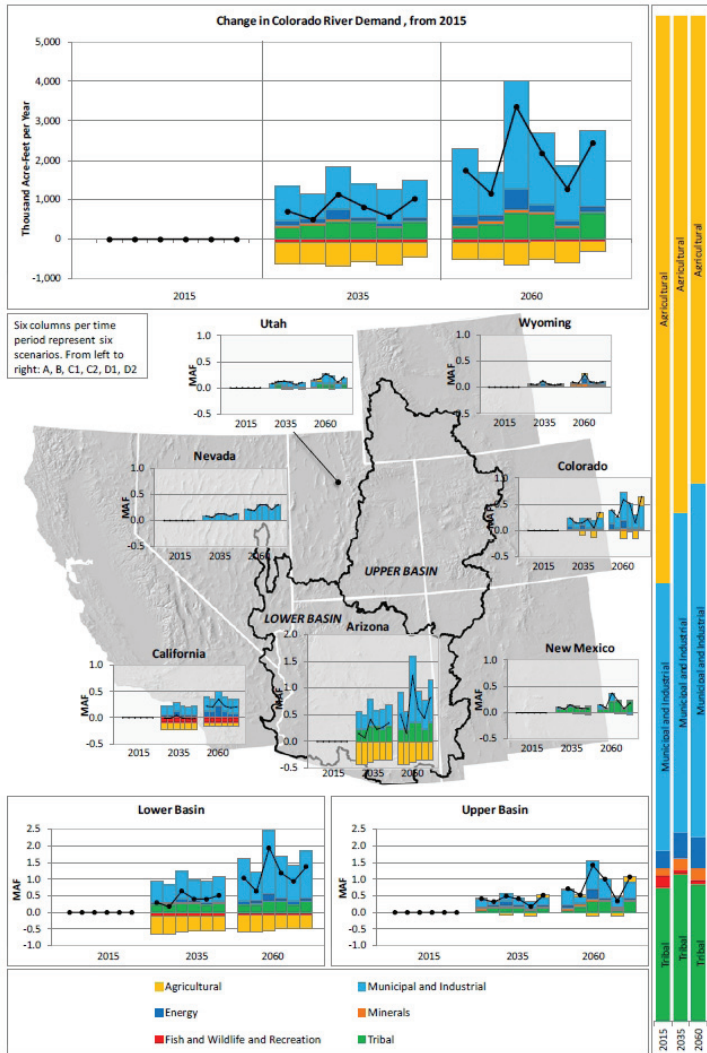 Change in Colorado River Demand , from 2015
Thousand Acre-Feet per Year
5,000
4,000
3,000
2,000
1,000
0
-1,000
2015
2035
2060
Six columns per time
period represent six
scenarios. From left to
right: A, B, C1, C2, D1, D2
Utah
MAF
1.0
0.5
0.0
-0.5
2015 2035 2060
Wyoming
MAF
1.0
0.5
0.0
-0.5
2015 2035 2060
Nevada
MAF
1.0
0.5
0.0
-0.5
2015 2035 2060
Colorado
MAF
1.0
0.5
0.0
-0.5
2015 2035 2060
UPPER BASIN
LOWER BASIN
Arizona
MAF
2.0
1.5
1.0
0.5
0.0
-0.5
2015 2035 2060
California
MAF
1.0
0.5
0.0
-0.5
2015 2035 2060
New Mexico
MAF
1.0
0.5
0.0
-0.5
2015 2035 2060
Lower Basin
MAF
2.5
2.0
1.5
1.0
0.5
0.0
-0.5
-1.0
2015 2035 2060
Upper Basin
MAF
2.5
2.0
1.5
1.0
0.5
0.0
-0.5
-1.0
2015 2035 2060
Agricultural
Municipal and Industrial
Energy
Minerals
Fish and Wildlife and Recreation
Tribal
Agricultural
Municipal and Industrial
Tribal
2015
Agricultural
Municipal and Industrial
Tribal
2035
Agricultural
Municipal and Industrial
Tribal
2060